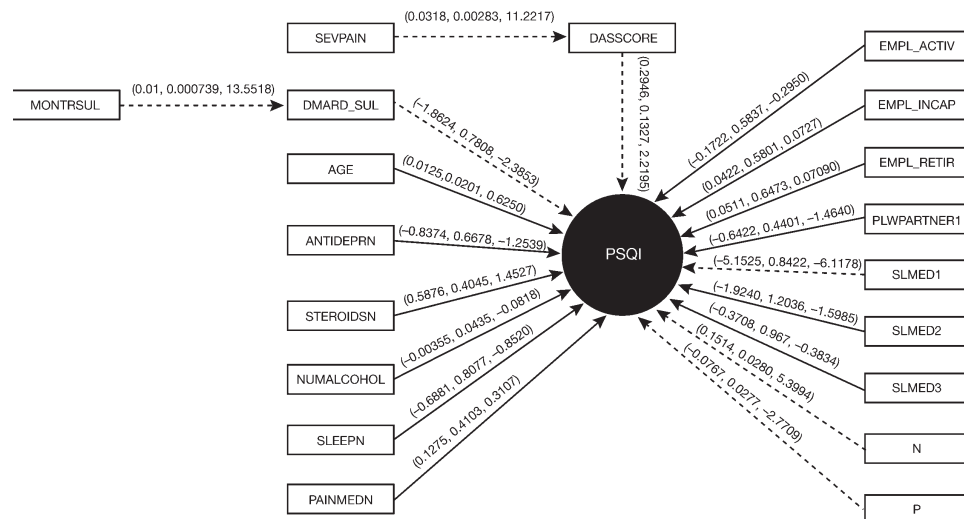 (0.0318, 0.00283, 11.2217)
SEVPAIN
DASSCORE
EMPL_ACTIV
(0.01, 0.000739, 13.5518)
MONTRSUL
DMARD_SUL
(–1.8624, 0.7808, –2.3853)
(0.2946, 0.1327, 2.2195)
(–0.1722, 0.5837, –0.2950)
EMPL_INCAP
(0.0422, 0.5801, 0.0727)
AGE
(0.0125,0.0201, 0.6250)
EMPL_RETIR
(0.0511, 0.6473, 0.07090)
PLWPARTNER1
(–0.6422, 0.4401, –1.4640)
ANTIDEPRN
(–0.8374, 0.6678, –1.2539)
PSQI
SLMED1
(–5.1525, 0.8422, –6.1178)
STEROIDSN
(0.5876, 0.4045, 1.4527)
SLMED2
(–1.9240, 1.2036, –1.5985)
NUMALCOHOL
(–0.00355, 0.0435, –0.0818)
SLMED3
(–0.3708, 0.967, –0.3834)
SLEEPN
(–0.6881, 0.8077, –0.8520)
N
(0.1514, 0.0280, 5.3994)
PAINMEDN
(0.1275, 0.4103, 0.3107)
P
(–0.0767, 0.0277, –2.7709)